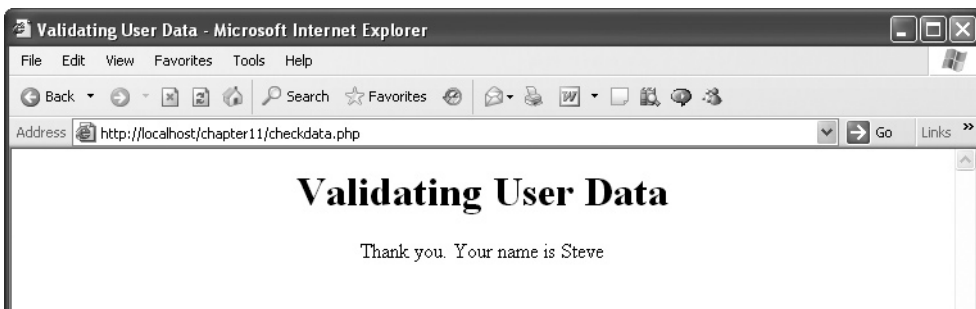 Validating User Data - Microsoft Internet Explorer
File Edit View Favorites Tools Help
Back Search Favorites
Address http://localhost/chapter11/checkdata.php Go Links »
Validating User Data
Thank you. Your name is Steve